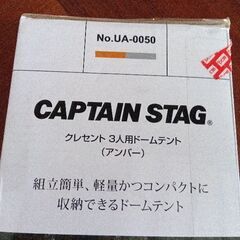 No.UA-0050
CAPTAIN STAG®
クレセント 3人用ドームテント
（アンバー）
組立簡単、軽量かつコンパクトに
収納できるドームテント